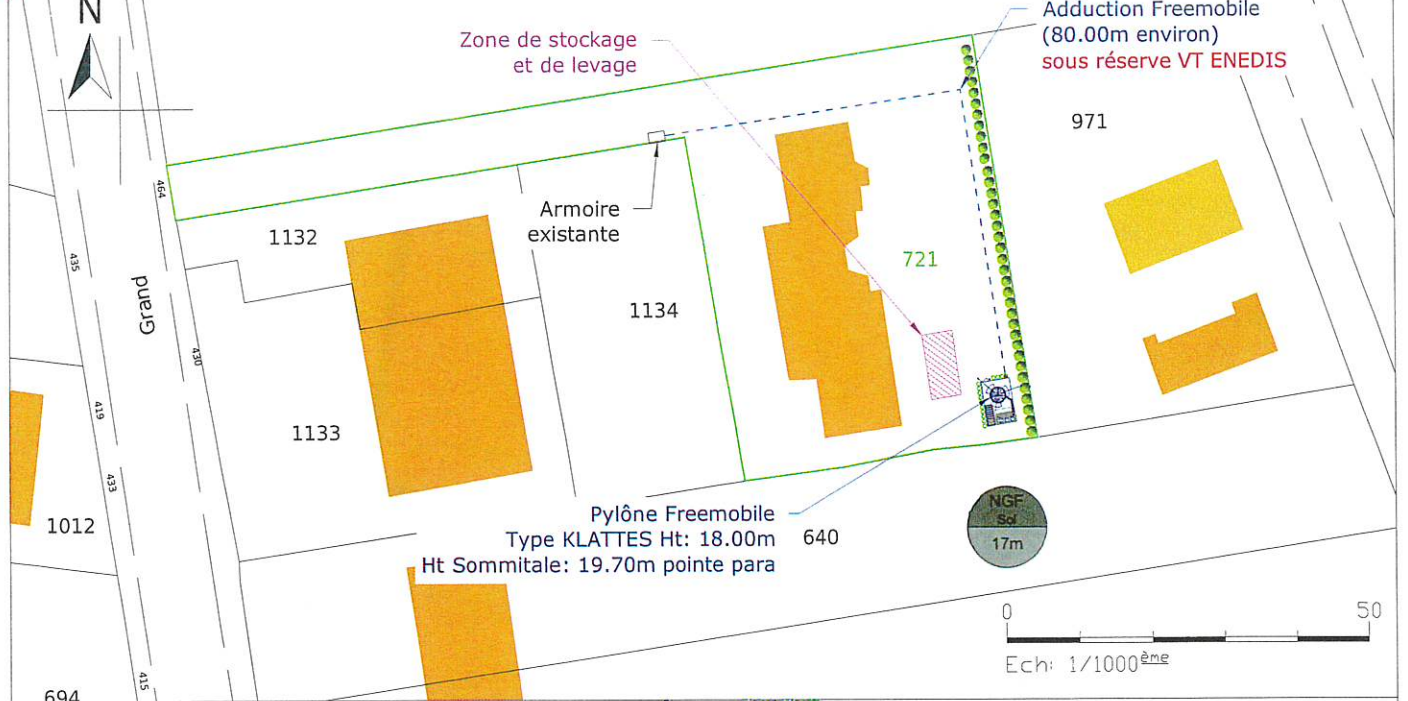 N
Adduction Freemobile
(80.00m environ)
sous réserve VT ENEDIS
Zone de stockage
et de levage
971
464
Armoire
existante
1132
721
435
Grand
1134
430
419
1133
433
1012
Pylône Freemobile
Type KLATTES Ht: 18.00m
Ht Sommitale: 19.70m pointe para
640
NGF
Sol
17m
0 50
Ech: 1/1000ème
415
694